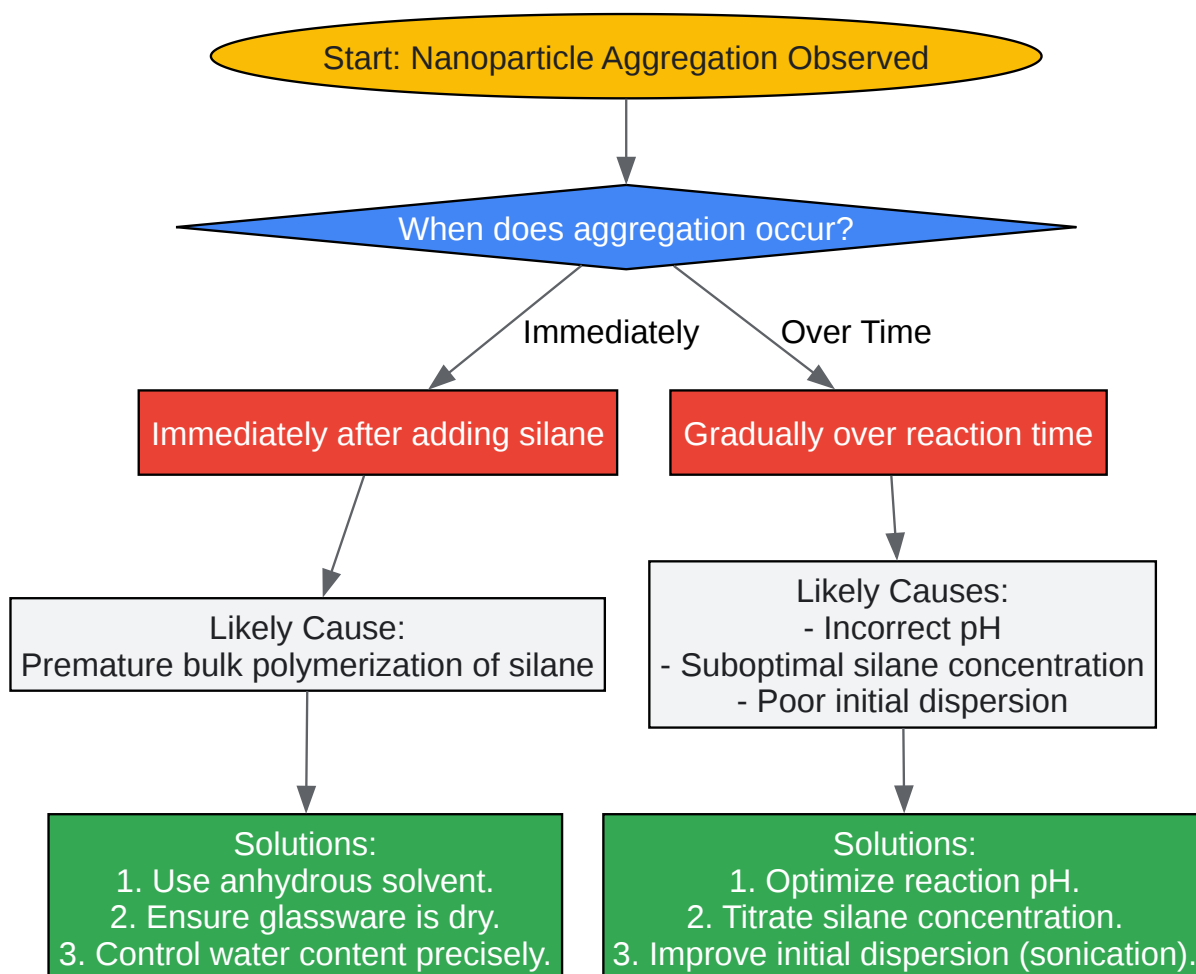 Start: Nanoparticle Aggregation Observed
When does aggregation occur?
Immediately
Over Time
Immediately after adding silane
Gradually over reaction time
Likely Cause:
Premature bulk polymerization of silane
Likely Causes:
- Incorrect pH
- Suboptimal silane concentration
- Poor initial dispersion
Solutions:
1. Use anhydrous solvent.
2. Ensure glassware is dry.
3. Control water content precisely.
Solutions:
1. Optimize reaction pH.
2. Titrate silane concentration.
3. Improve initial dispersion (sonication).